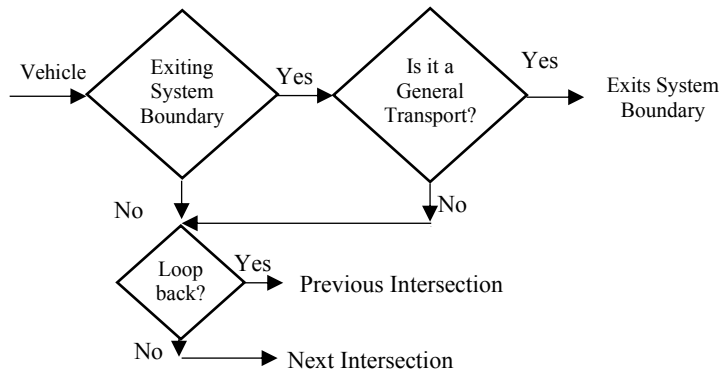 Vehicle
Exiting
System
Boundary
Yes
Is it a
General
Transport?
Yes
Exits System
Boundary
No
No
Loop
back?
Yes
Previous Intersection
No
Next Intersection